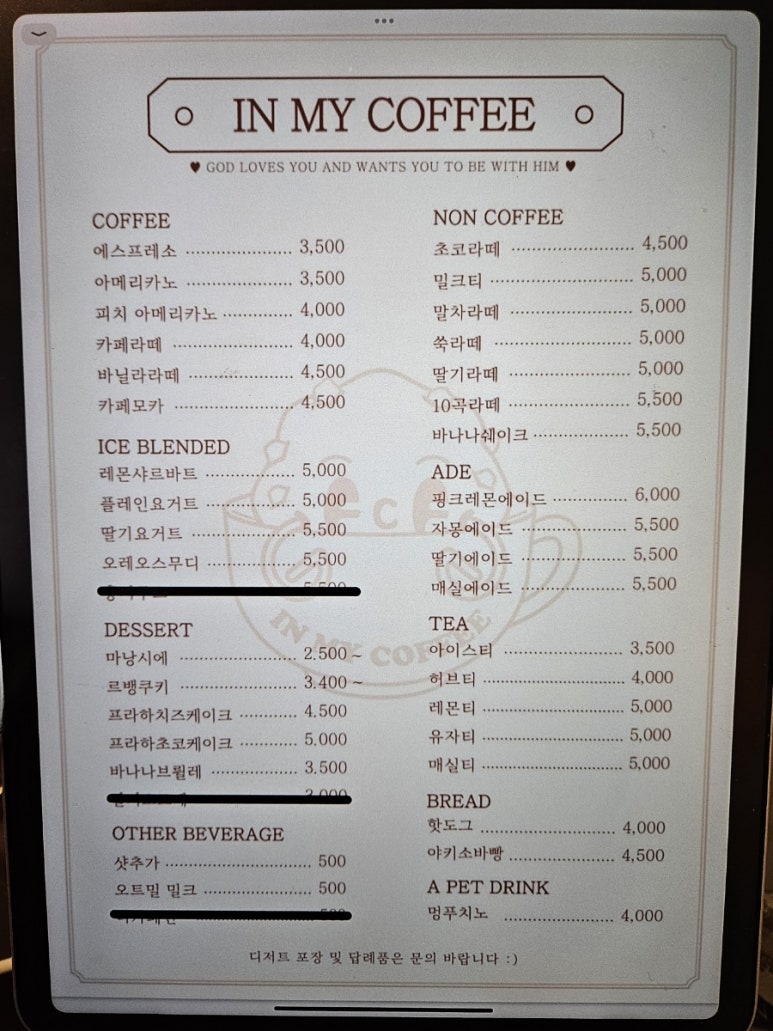 IN MY COFFEE
♥ GOD LOVES YOU AND WANTS YOU TO BE WITH HIM ♥
COFFEE
에스프레소 3,500
아메리카노 3,500
피치 아메리카노 4,000
카페라떼 4,000
바닐라라떼 4,500
카페모카 4,500
ICE BLENDED
레몬샤르바트 5,000
플레인요거트 5,000
딸기요거트 5,500
오레오스무디 5,500
DESSERT
마낭시에 2.500~
르뱅쿠키 3.400~
프라하치즈케이크 4.500
프라하초코케이크 5.000
바나나브륄레 3.500
OTHER BEVERAGE
샷추가 500
오트밀 밀크 500
NON COFFEE
초코라떼 4,500
밀크티 5,000
말차라떼 5,000
쑥라떼 5,000
딸기라떼 5,000
10곡라떼 5,500
바나나쉐이크 5,500
ADE
핑크레몬에이드 6,000
자몽에이드 5,500
딸기에이드 5,500
매실에이드 5,500
TEA
아이스티 3,500
허브티 4,000
레몬티 5,000
유자티 5,000
매실티 5,000
BREAD
핫도그 4,000
야키소바빵 4,500
A PET DRINK
멍푸치노 4,000
디저트 포장 및 답례품은 문의 바랍니다 :)
IN MY COFFEE